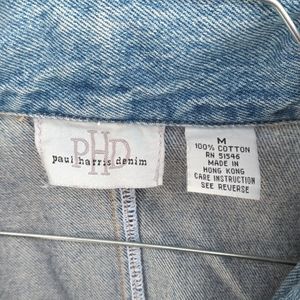 PHD
paul harris denim
M
100% COTTON
RN 51546
MADE IN
HONG KONG
CARE INSTRUCTION
SEE REVERSE